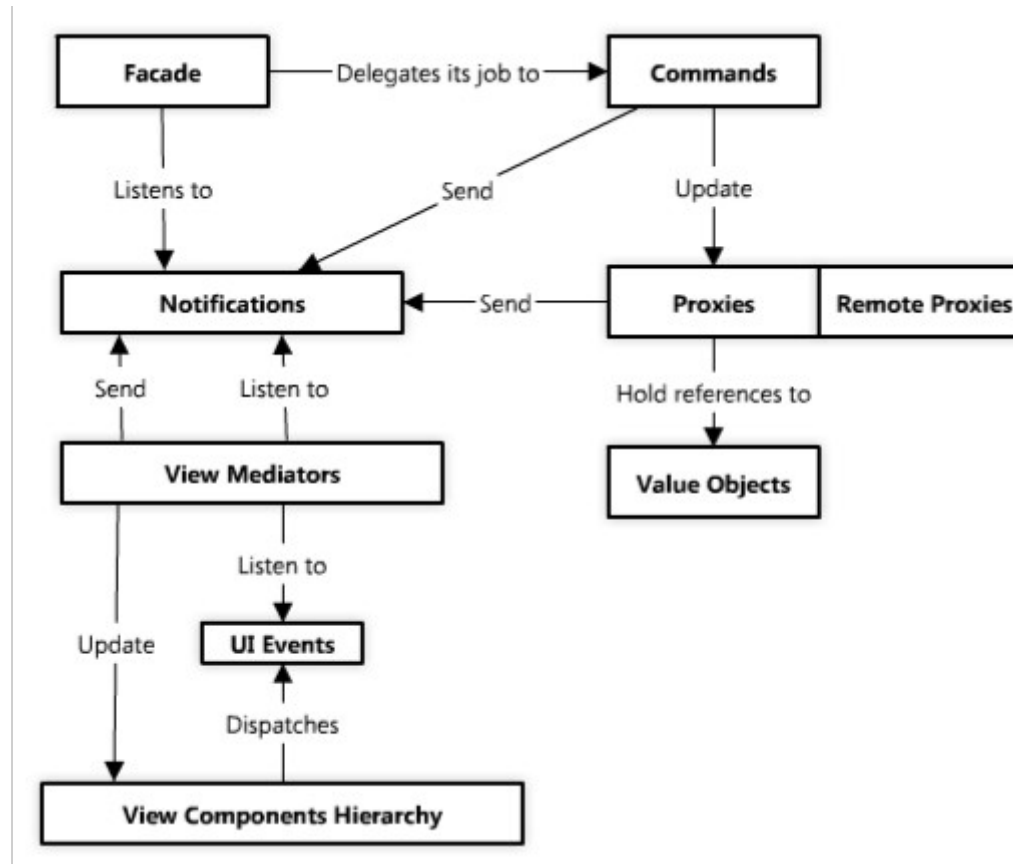 Facade
Delegates its job to
Commands
Listens to
Send
Update
Notifications
Send
Proxies
Remote Proxies
Send
Listen to
Hold references to
View Mediators
Value Objects
Listen to
Update
UI Events
Dispatches
View Components Hierarchy